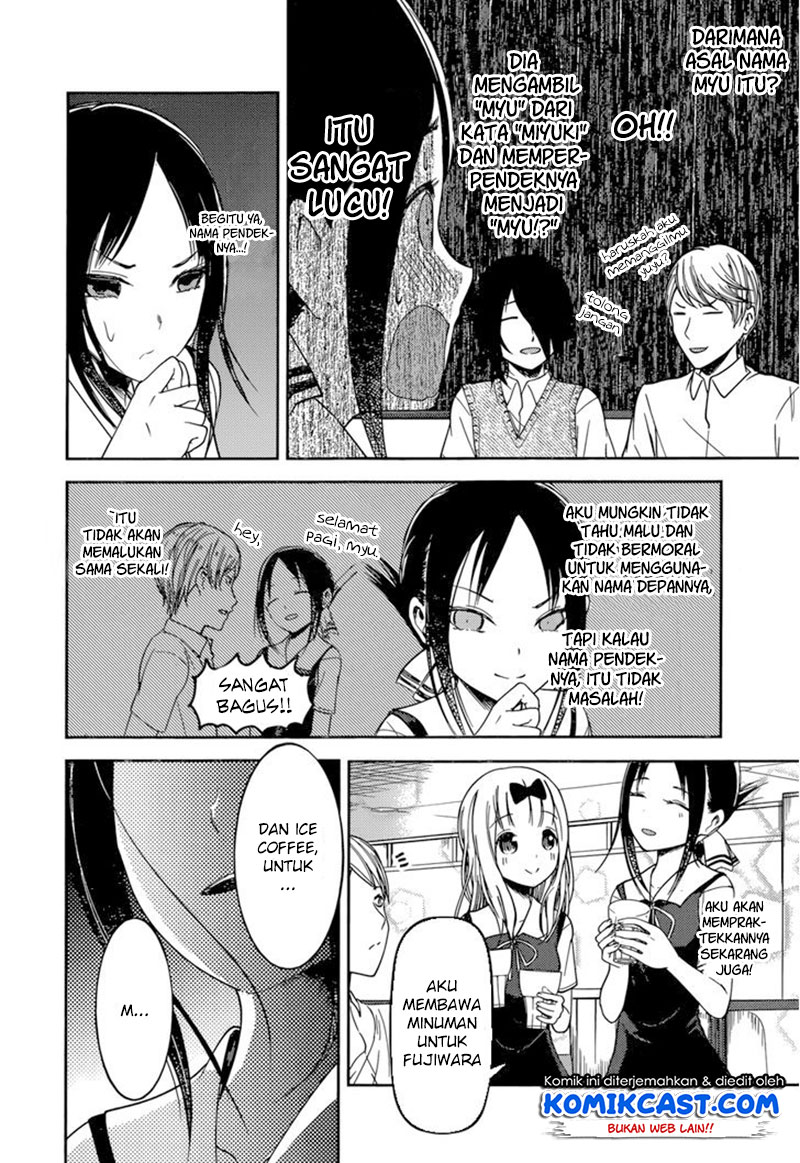 DARIMANA
ASAL NAMA
MYU ITU?
OH!!
DIA
MENGAMBIL
"MYU" DARI
KATA "MIYUKI"
DAN MEMPER-
PENDEKNYA
MENJADI
"MYU!?"
haruskah aku
memanggilmu
yuyu?
tolong
jangan
ITU
SANGAT
LUCU!
BEGITU YA,
NAMA PENDEK-
NYA...!
AKU MUNGKIN TIDAK
TAHU MALU DAN
TIDAK BERMORAL
UNTUK MENGGUNA-
KAN NAMA DEPANNYA,
TAPI KALAU
NAMA PENDEK-
NYA, ITU TIDAK
MASALAH!
selamat
pagi, myu.
hey,
ITU
TIDAK AKAN
MEMALUKAN
SAMA SEKALI!
SANGAT
BAGUS!!
AKU AKAN
MEMPRAK-
TEKKANNYA
SEKARANG
JUGA!
AKU
MEMBAWA
MINUMAN
UNTUK
FUJIWARA
DAN ICE
COFFEE,
UNTUK
...
M...
Komik ini diterjemahkan & diedit oleh
KOMIKCAST.COM
BUKAN WEB LAIN!!